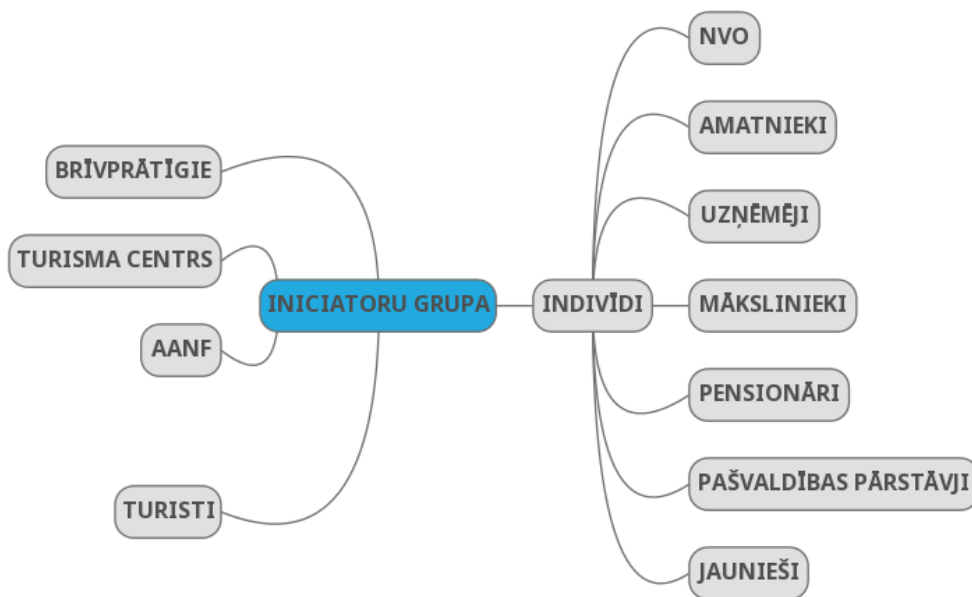 BRĪVPRĀTĪGIE
TURISMA CENTRS
AANF
TURISTI
INICIATORU GRUPA
INDIVĪDI
NVO
AMATNIEKI
UZŅĒMĒJI
MĀKSLINIEKI
PENSIONĀRI
PAŠVALDĪBAS PĀRSTĀVJI
JAUNIEŠI